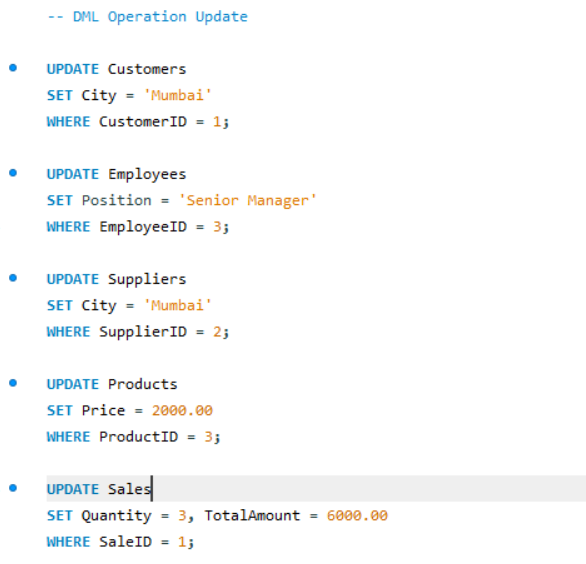 -- DML Operation Update
UPDATE Customers
SET City = 'Mumbai'
WHERE CustomerID = 1;
UPDATE Employees
SET Position = 'Senior Manager'
WHERE EmployeeID = 3;
UPDATE Suppliers
SET City = 'Mumbai'
WHERE SupplierID = 2;
UPDATE Products
SET Price = 2000.00
WHERE ProductID = 3;
UPDATE Sales
SET Quantity = 3, TotalAmount = 6000.00
WHERE SaleID = 1;